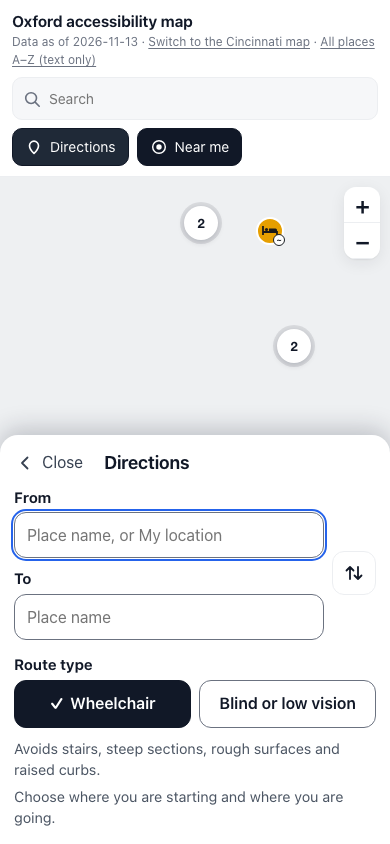 Oxford accessibility map
Data as of 2026-11-13 · Switch to the Cincinnati map · All places
A–Z (text only)
Search
Directions
Near me
2
2
+
−
Close
Directions
From
Place name, or My location
To
Place name
Route type
Wheelchair
Blind or low vision
Avoids stairs, steep sections, rough surfaces and
raised curbs.
Choose where you are starting and where you are
going.